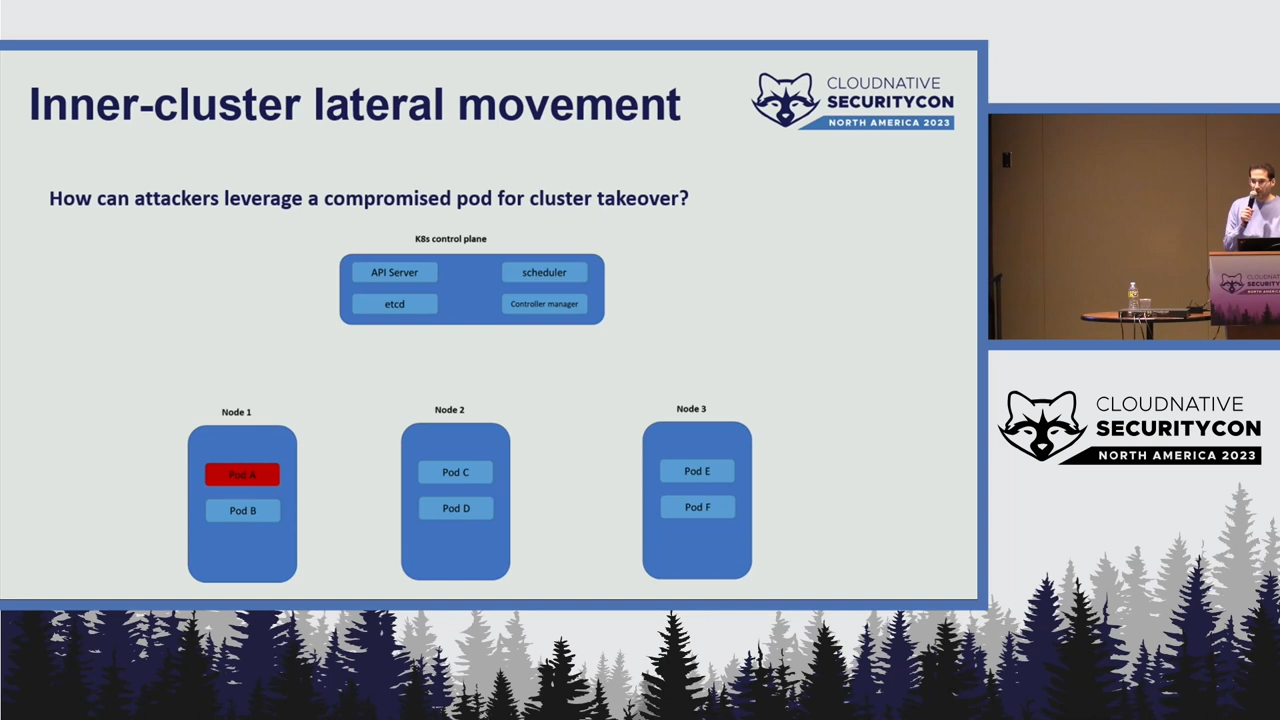 Inner-cluster lateral movement
CLOUDNATIVE
SECURITYCON
NORTH AMERICA 2023
How can attackers leverage a compromised pod for cluster takeover?
K8s control plane
API Server
scheduler
etcd
Controller manager
Node 1
Node 2
Node 3
Pod A
Pod C
Pod E
Pod B
Pod D
Pod F
CLOUDNATIVE
SECURITYCON
NORTH AMERICA 2023